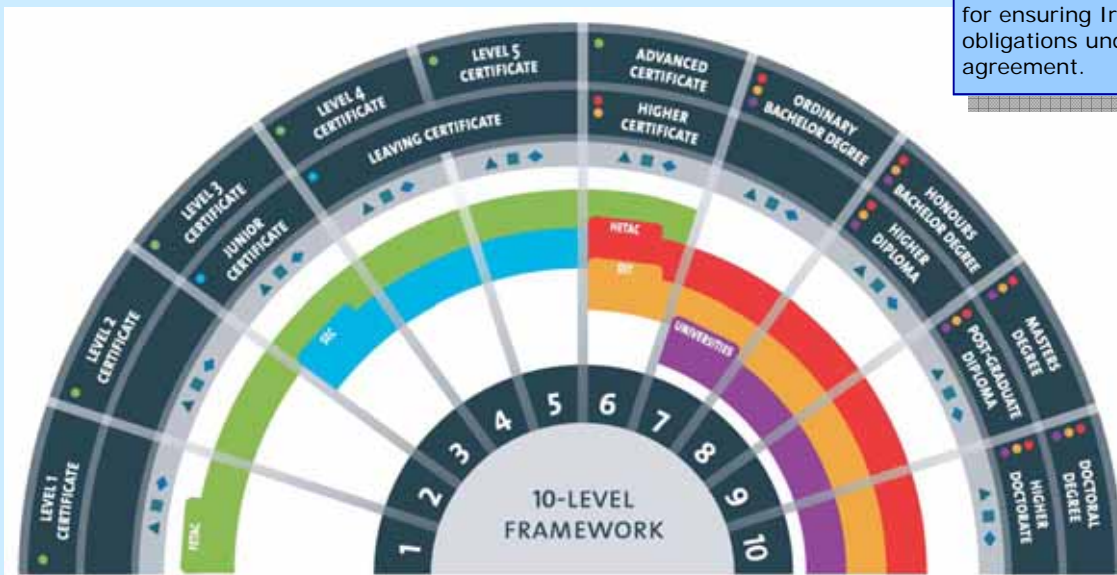 for ensuring Ir
obligations und
agreement.
LEVEL 1
CERTIFICATE
LEVEL 2
CERTIFICATE
LEVEL 3
CERTIFICATE
JUNIOR
CERTIFICATE
LEVEL 4
CERTIFICATE
LEVEL 5
CERTIFICATE
LEAVING CERTIFICATE
ADVANCED
CERTIFICATE
HIGHER
CERTIFICATE
ORDINARY
BACHELOR DEGREE
HONOURS
BACHELOR DEGREE
HIGHER
DIPLOMA
MASTERS
DEGREE
POST-GRADUATE
DIPLOMA
DOCTORAL
DEGREE
HIGHER
DOCTORATE
FETAC
SEC
HETAC
DIT
UNIVERSITIES
1
2
3
4
5
6
7
8
9
10
10-LEVEL
FRAMEWORK